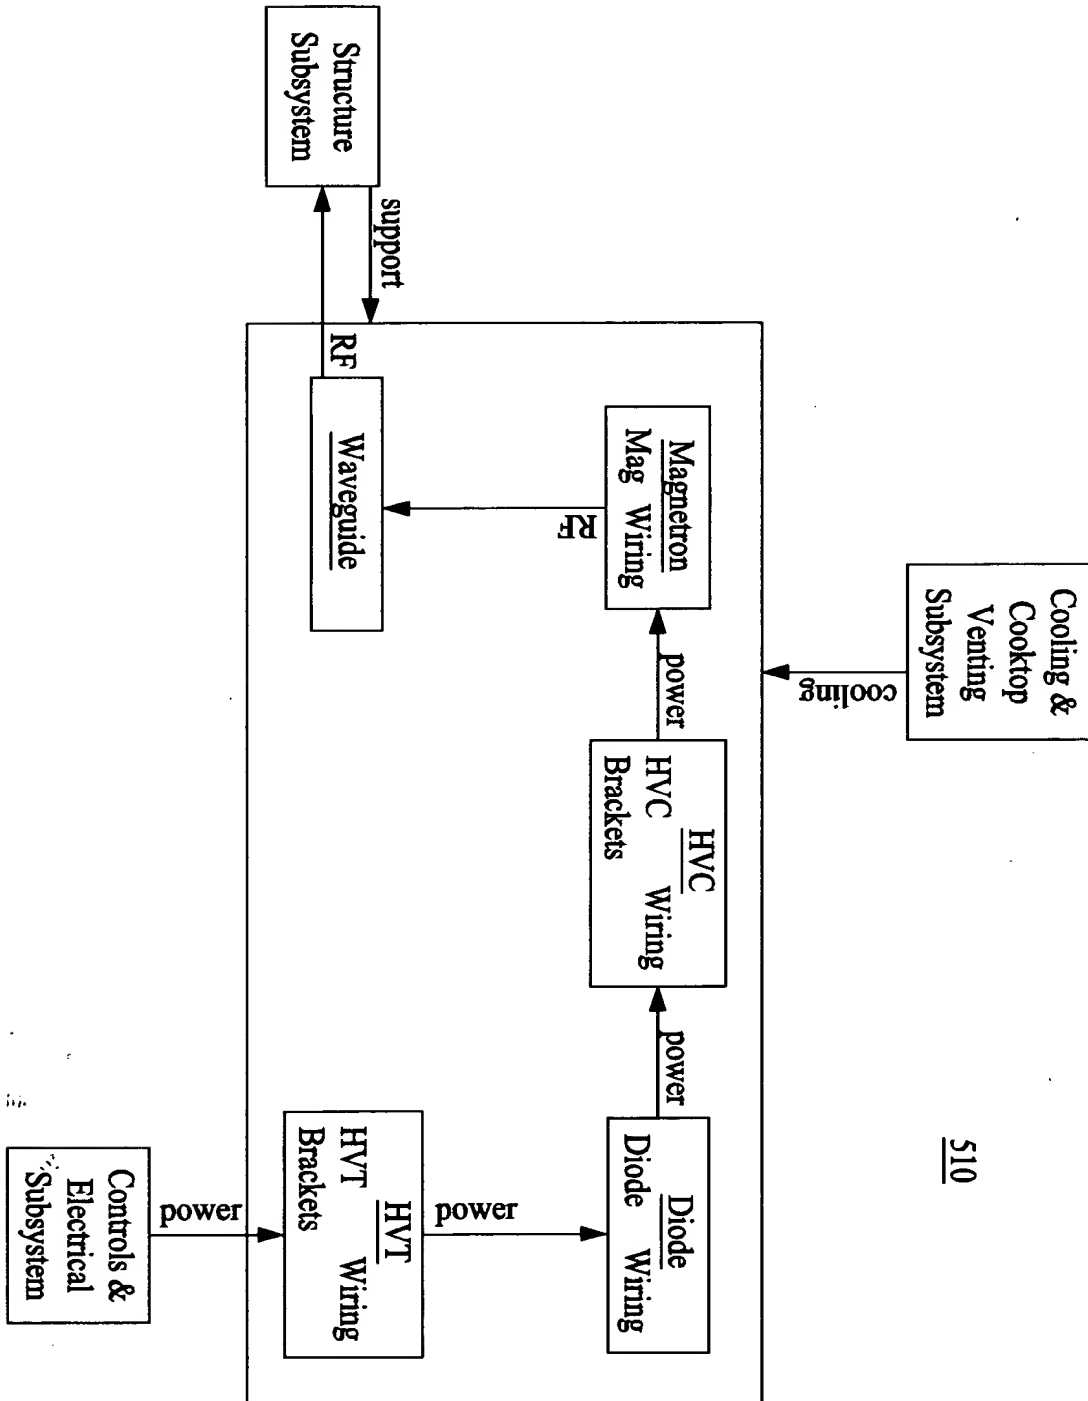 510
Cooling &
Cooktop
Venting
Subsystem
cooling
Structure
Subsystem
support
RF
Waveguide
Magnetron
Mag Wiring
RF
power
HVC
HVC Wiring
Brackets
power
Diode
Diode Wiring
power
HVT
HVT Wiring
Brackets
power
Controls &
Electrical
Subsystem